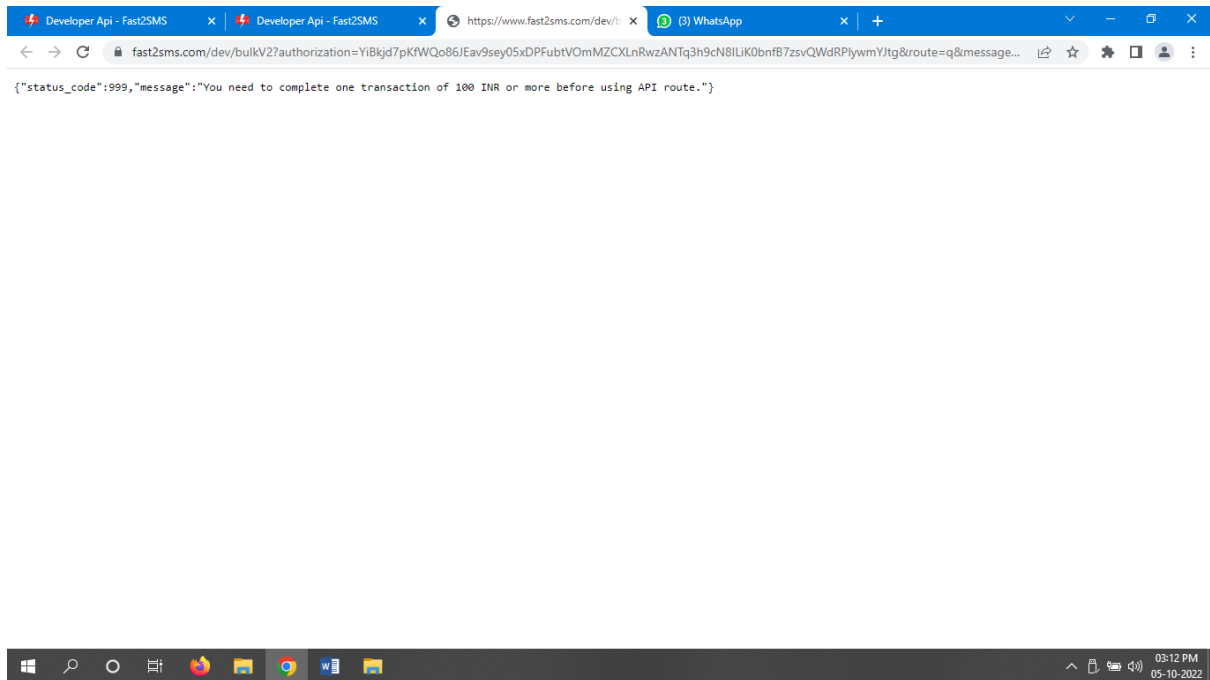 Developer Api - Fast2SMS
Developer Api - Fast2SMS
https://www.fast2sms.com/dev/b
(3) WhatsApp
fast2sms.com/dev/bulkV2?authorization= &route=q&message...
{"status_code":999,"message":"You need to complete one transaction of 100 INR or more before using API route."}
03:12 PM
05-10-2022